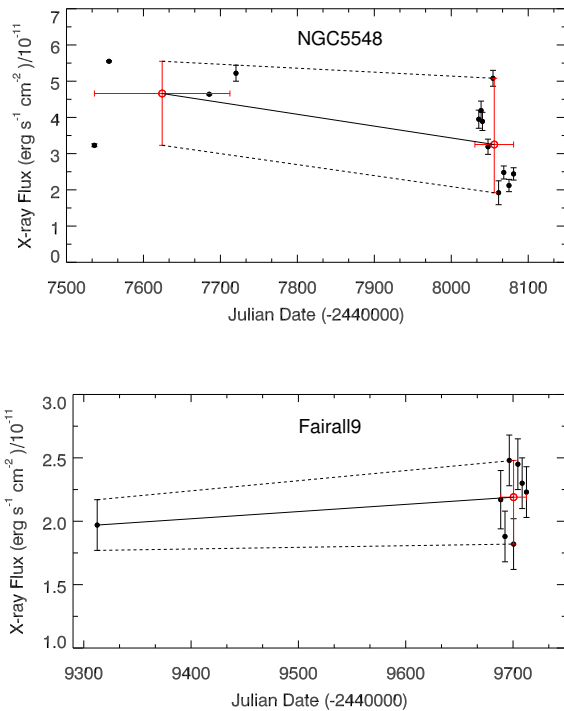 NGC5548
X-ray Flux (erg s⁻¹ cm⁻²)/10⁻¹¹
7
6
5
4
3
2
1
0
7500 7600 7700 7800 7900 8000 8100
Julian Date (-2440000)
Fairall9
X-ray Flux (erg s⁻¹ cm⁻²)/10⁻¹¹
3.0
2.5
2.0
1.5
1.0
9300 9400 9500 9600 9700
Julian Date (-2440000)